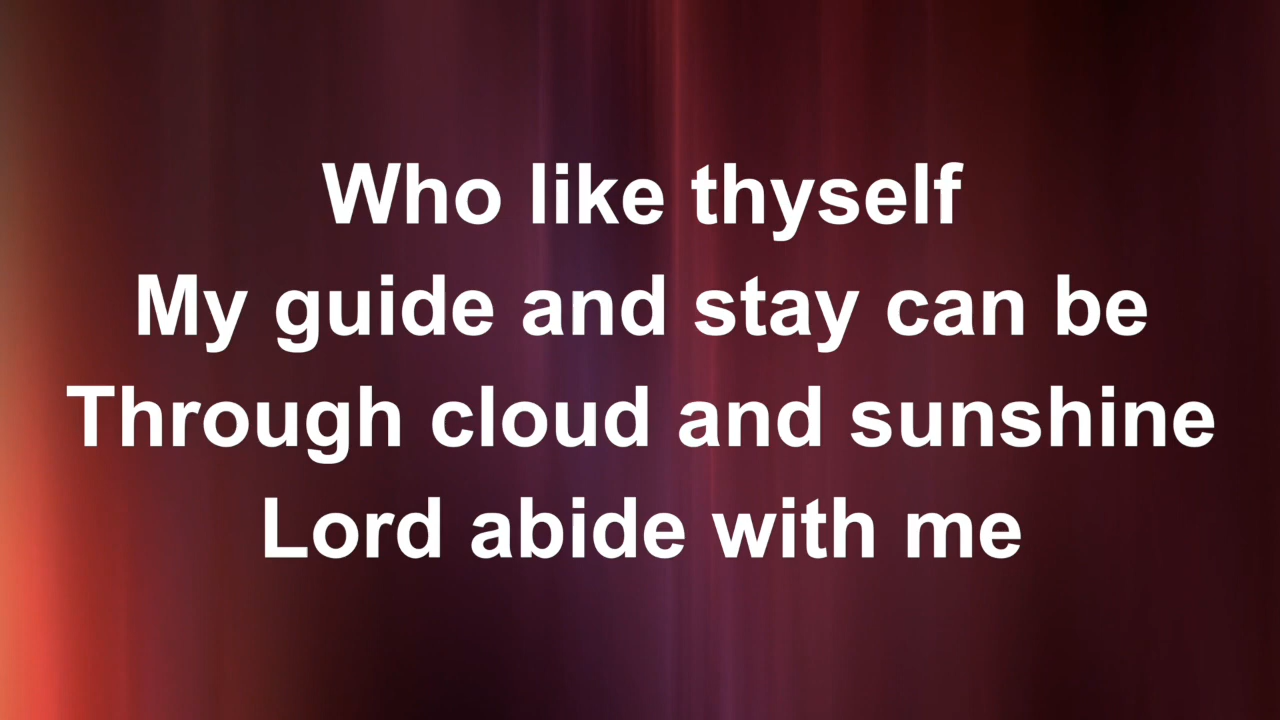 Who like thyself
My guide and stay can be
Through cloud and sunshine
Lord abide with me